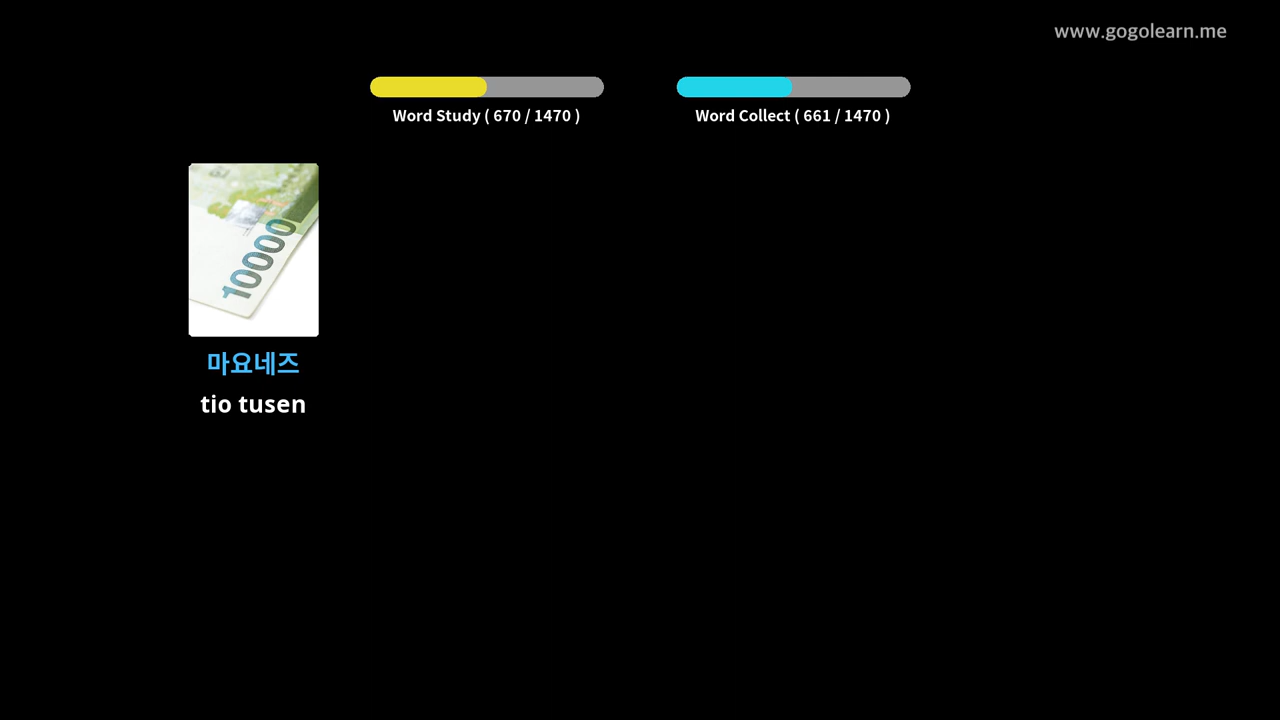 www.gogolearn.me
Word Study ( 670 / 1470 )
Word Collect ( 661 / 1470 )
10000
마요네즈
tio tusen